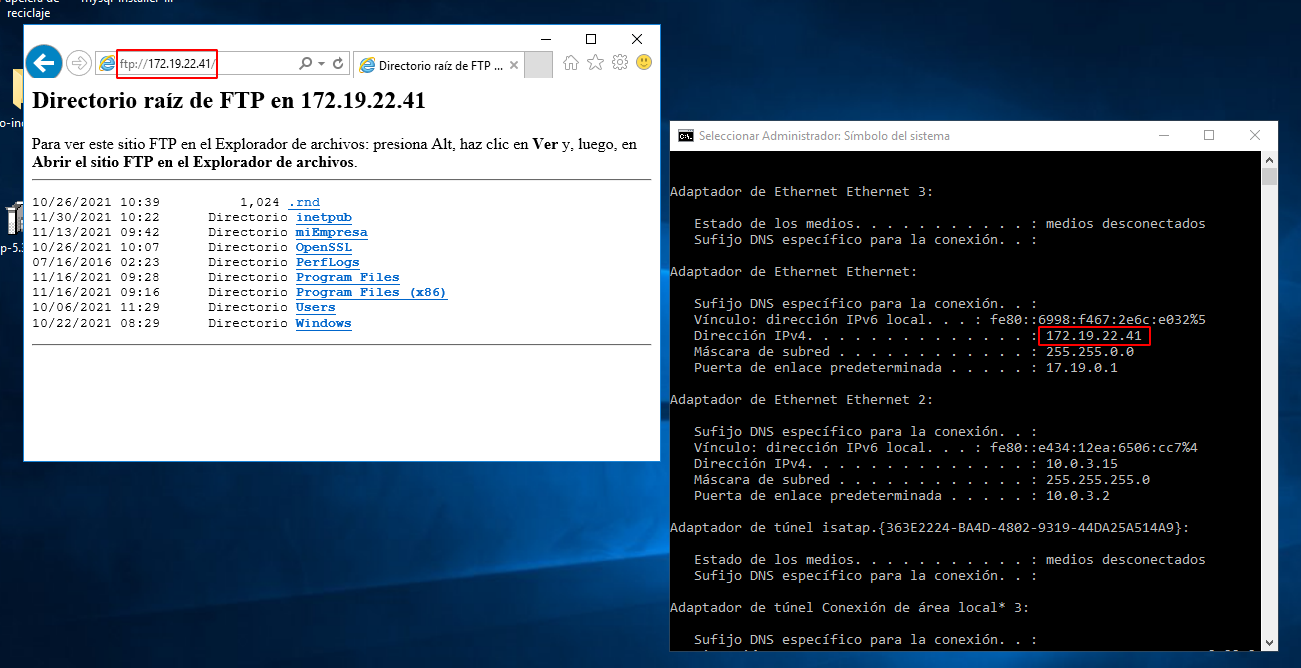 reciclaje
ftp://172.19.22.41/
Directorio raíz de FTP ...
Directorio raíz de FTP en 172.19.22.41
Para ver este sitio FTP en el Explorador de archivos: presiona Alt, haz clic en Ver y, luego, en
Abrir el sitio FTP en el Explorador de archivos.
10/26/2021 10:39 1,024 .rnd
11/30/2021 10:22 Directorio inetpub
11/13/2021 09:42 Directorio miEmpresa
10/26/2021 10:07 Directorio OpenSSL
07/16/2016 02:23 Directorio PerfLogs
11/16/2021 09:28 Directorio Program Files
11/16/2021 09:16 Directorio Program Files (x86)
10/06/2021 11:29 Directorio Users
10/22/2021 08:29 Directorio Windows
Seleccionar Administrador: Símbolo del sistema
Adaptador de Ethernet Ethernet 3:
Estado de los medios. . . . . . . . . . . : medios desconectados
Sufijo DNS específico para la conexión. . :
Adaptador de Ethernet Ethernet:
Sufijo DNS específico para la conexión. . :
Vínculo: dirección IPv6 local. . . : fe80::6998:f467:2e6c:e032%5
Dirección IPv4. . . . . . . . . . . . . . : 172.19.22.41
Máscara de subred . . . . . . . . . . . . : 255.255.0.0
Puerta de enlace predeterminada . . . . . : 17.19.0.1
Adaptador de Ethernet Ethernet 2:
Sufijo DNS específico para la conexión. . :
Vínculo: dirección IPv6 local. . . : fe80::e434:12ea:6506:cc7%4
Dirección IPv4. . . . . . . . . . . . . . : 10.0.3.15
Máscara de subred . . . . . . . . . . . . : 255.255.255.0
Puerta de enlace predeterminada . . . . . : 10.0.3.2
Adaptador de túnel isatap.{363E2224-BA4D-4802-9319-44DA25A514A9}:
Estado de los medios. . . . . . . . . . . : medios desconectados
Sufijo DNS específico para la conexión. . :
Adaptador de túnel Conexión de área local* 3:
Sufijo DNS específico para la conexión. . :